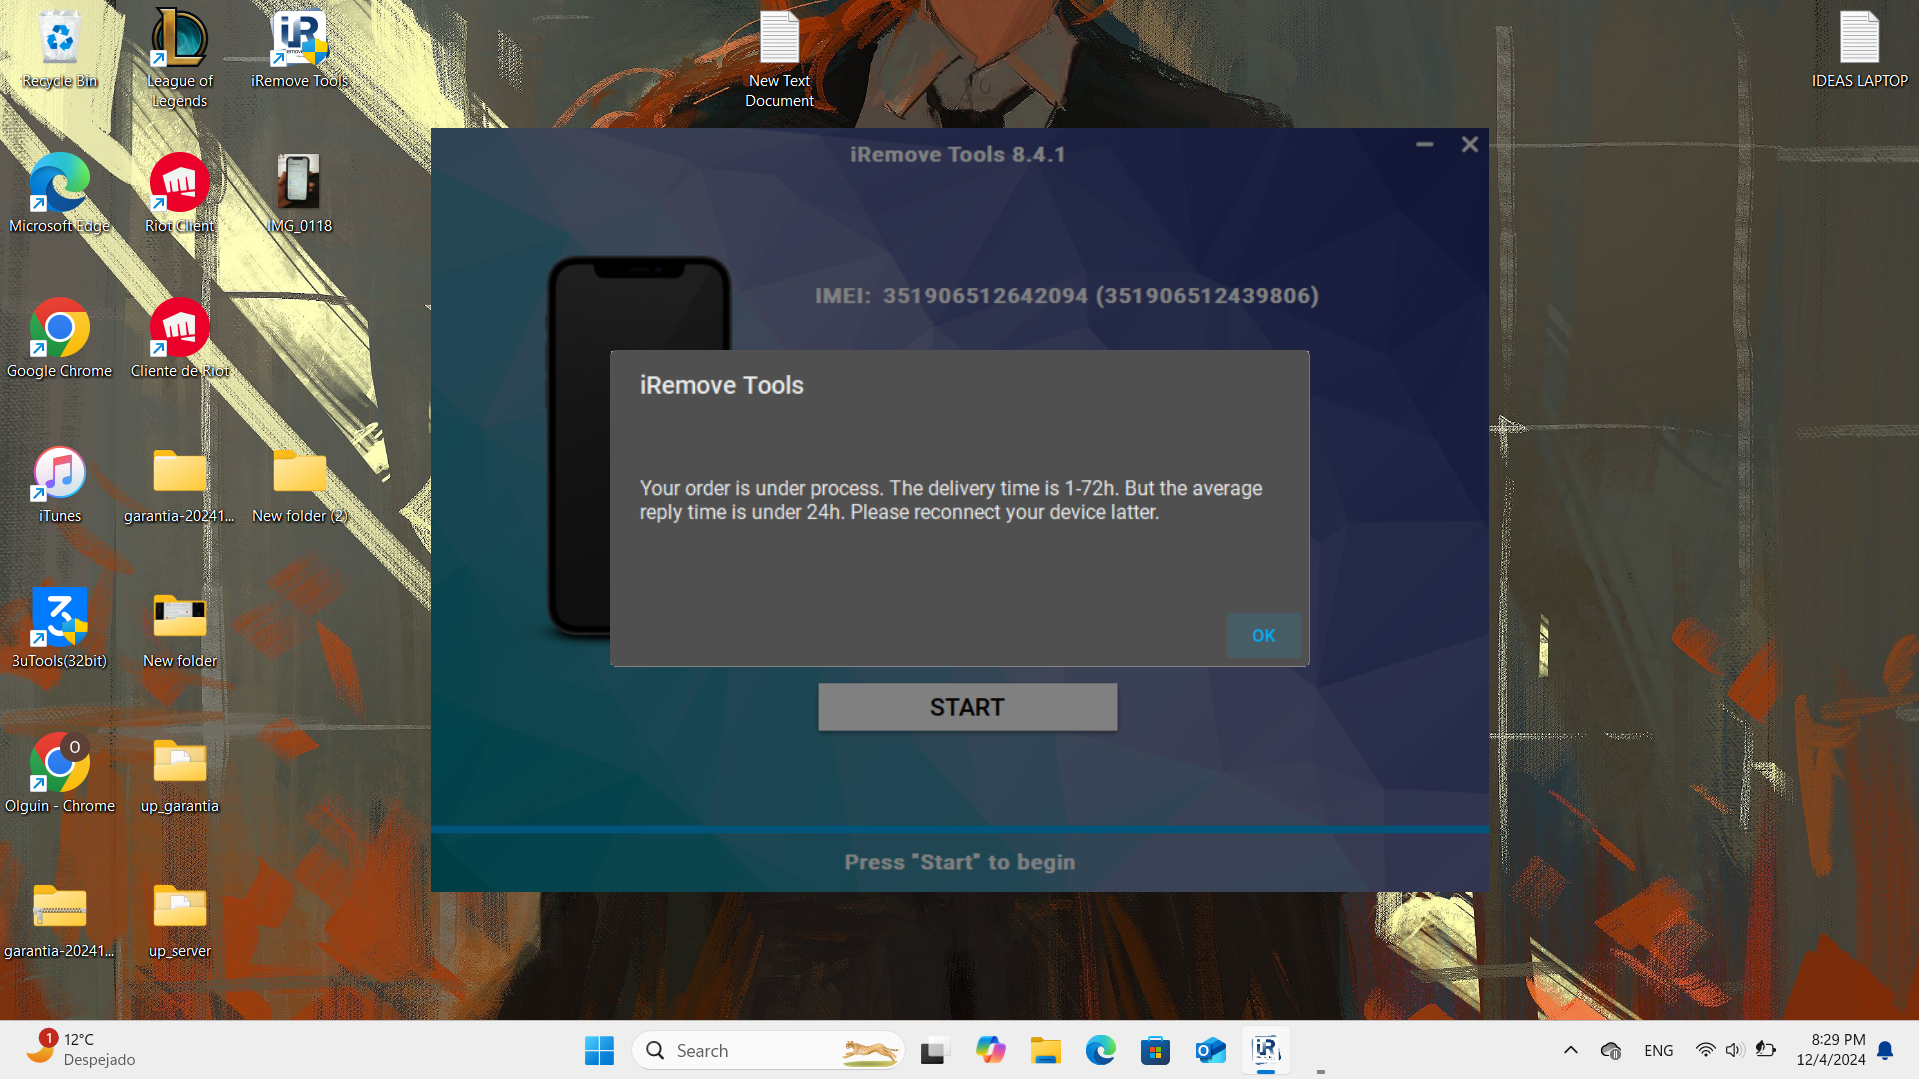 Recycle Bin
League of
Legends
iR
iRemove
iRemove Tools
New Text
Document
IDEAS LAPTOP
Microsoft Edge
Riot Client
IMG_0118
Google Chrome
Cliente de Riot
iTunes
garantia-20241...
New folder (2)
3uTools(32bit)
New folder
O
Olguin - Chrome
up_garantia
garantia-20241...
up_server
iRemove Tools 8.4.1
IMEI: 351906512642094 (351906512439806)
iRemove Tools
Your order is under process. The delivery time is 1-72h. But the average
reply time is under 24h. Please reconnect your device latter.
OK
START
Press "Start" to begin
1
12°C
Despejado
Search
iR
ENG
8:29 PM
12/4/2024